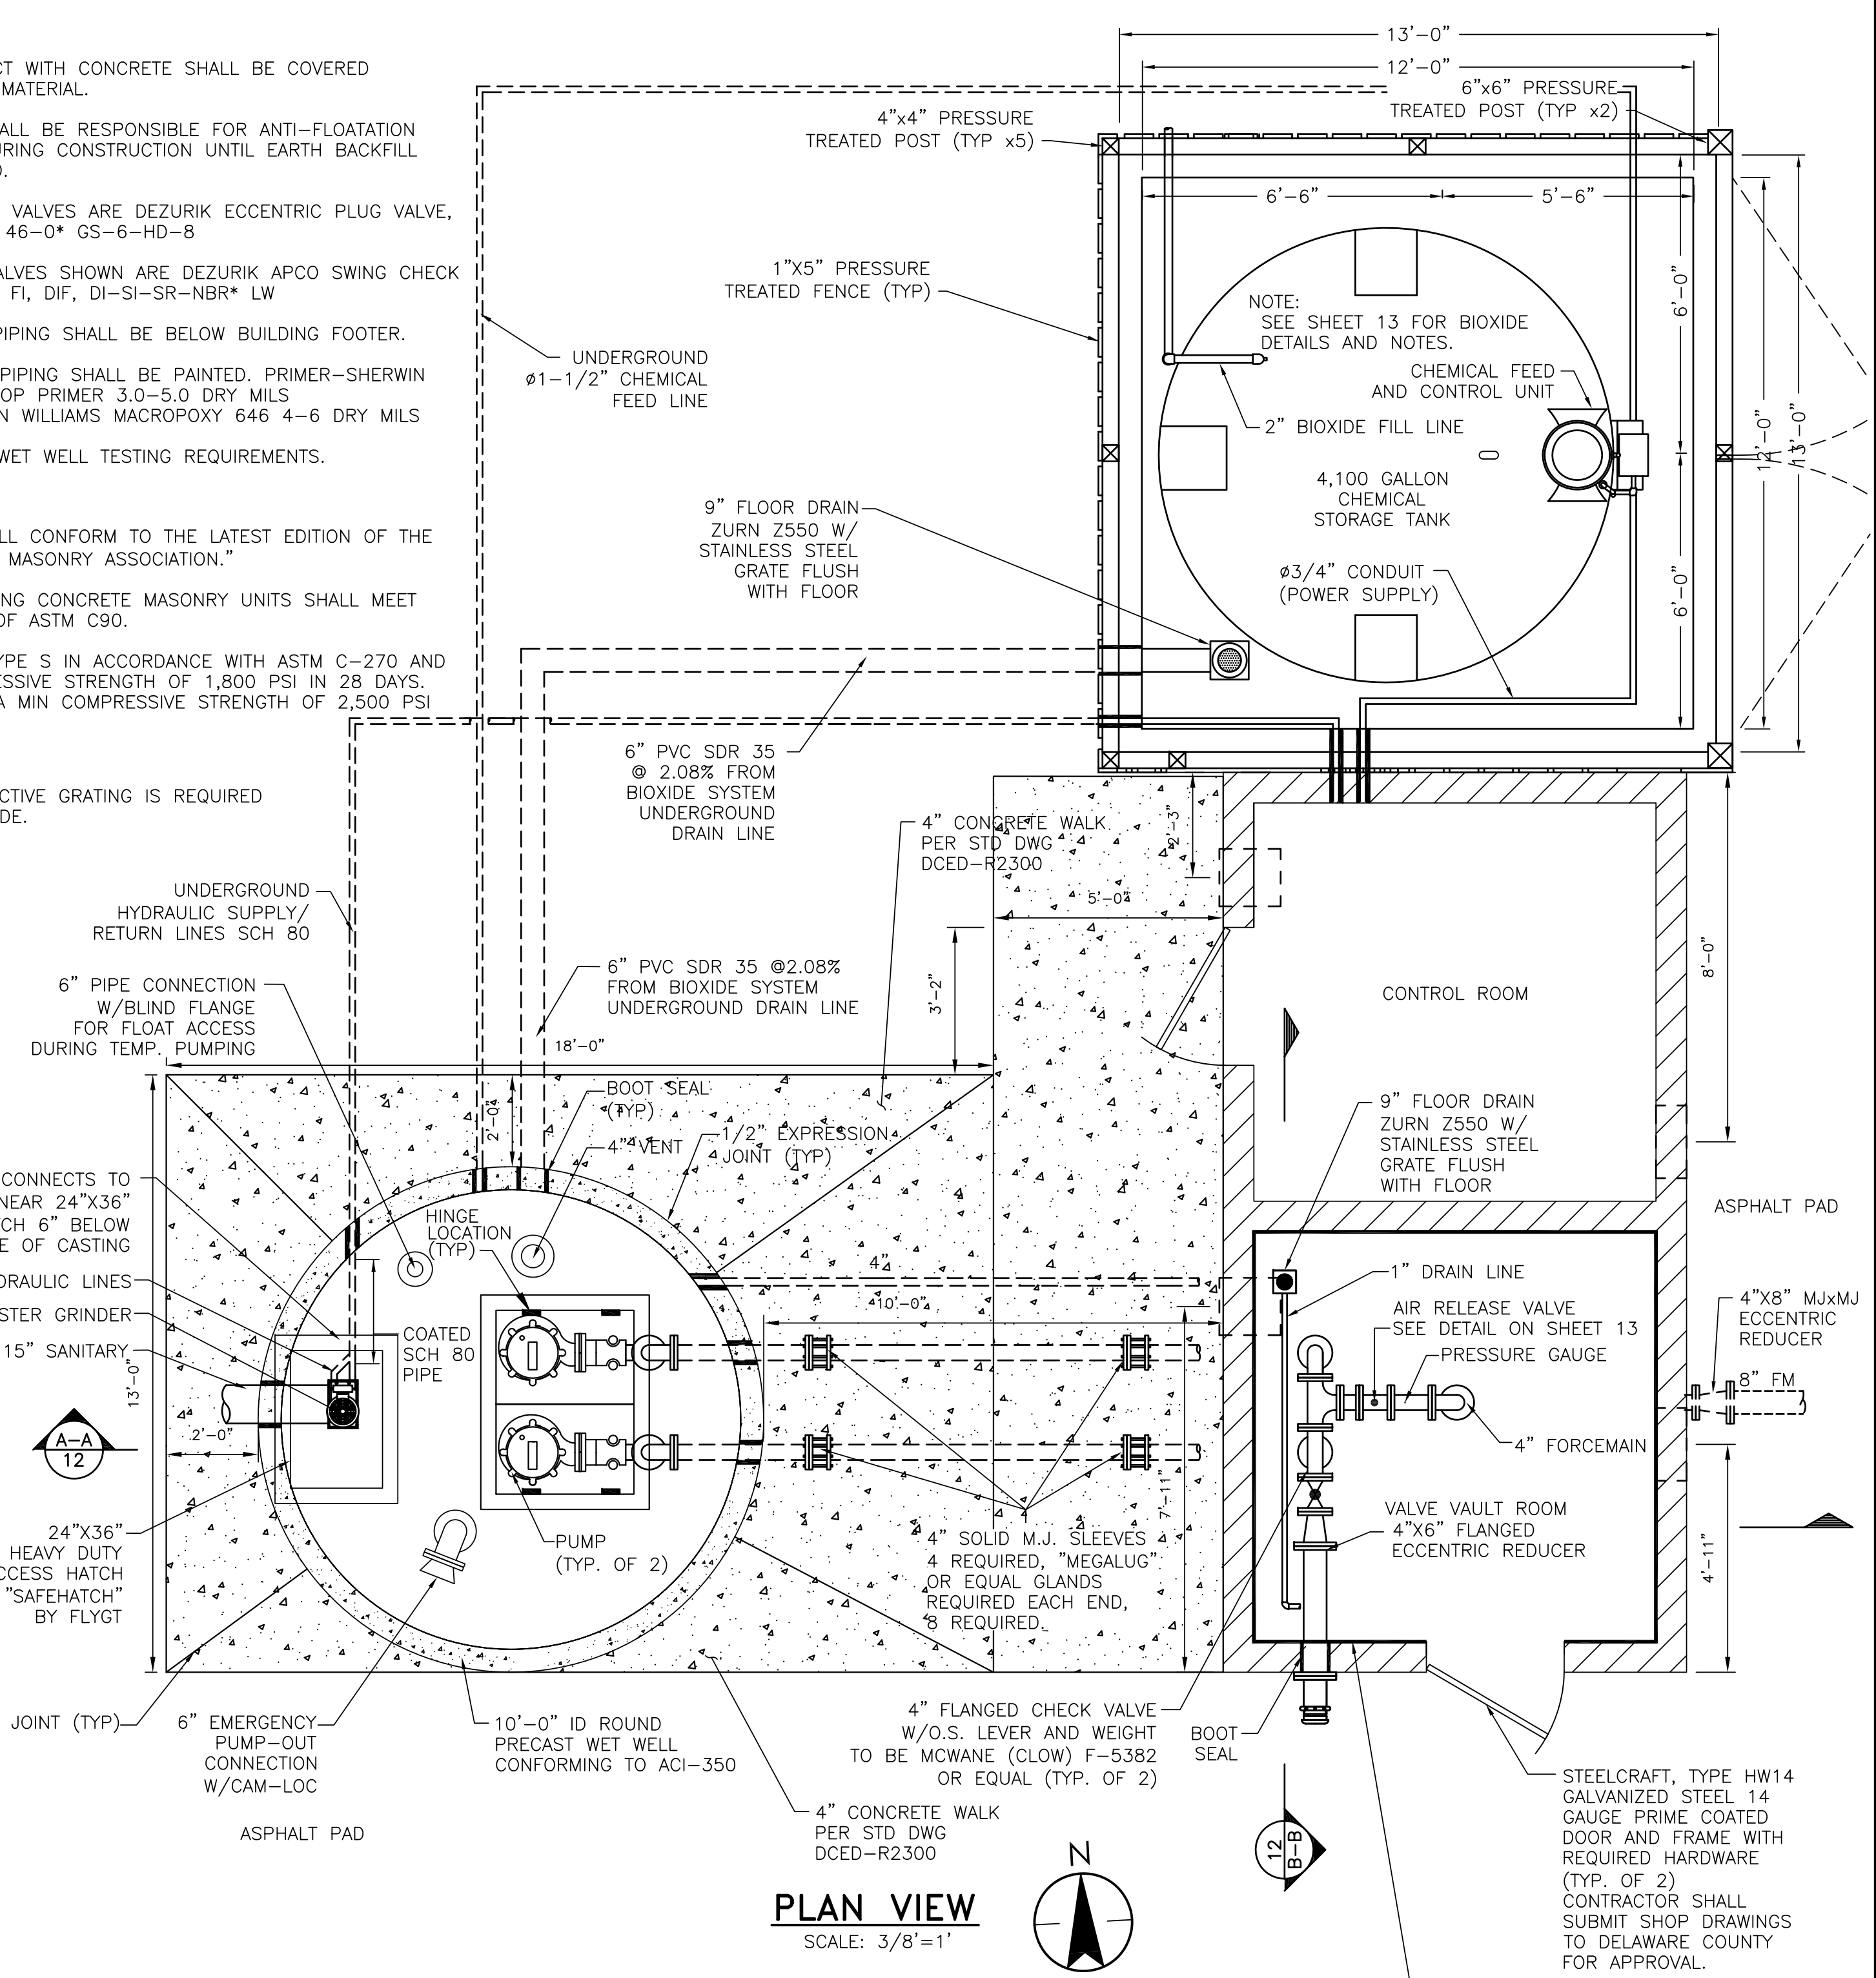 CT WITH CONCRETE SHALL BE COVERED
MATERIAL.
ALL BE RESPONSIBLE FOR ANTI-FLOATATION
URING CONSTRUCTION UNTIL EARTH BACKFILL
VALVES ARE DEZURIK ECCENTRIC PLUG VALVE,
46-0* GS-6-HD-8
ALVES SHOWN ARE DEZURIK APCO SWING CHECK
FI, DIF, DI-SI-SR-NBR* LW
PIPING SHALL BE BELOW BUILDING FOOTER.
PIPING SHALL BE PAINTED. PRIMER-SHERWIN
OP PRIMER 3.0-5.0 DRY MILS
N WILLIAMS MACROPOXY 646 4-6 DRY MILS
WET WELL TESTING REQUIREMENTS.
LL CONFORM TO THE LATEST EDITION OF THE
MASONRY ASSOCIATION."
NG CONCRETE MASONRY UNITS SHALL MEET
OF ASTM C90.
YPE S IN ACCORDANCE WITH ASTM C-270 AND
ESSIVE STRENGTH OF 1,800 PSI IN 28 DAYS.
A MIN COMPRESSIVE STRENGTH OF 2,500 PSI
CTIVE GRATING IS REQUIRED
DE.
13'-0"
12'-0"
6"x6" PRESSURE
TREATED POST (TYP x2)
4"x4" PRESSURE
TREATED POST (TYP x5)
6'-6"
5'-6"
1"X5" PRESSURE
TREATED FENCE (TYP)
NOTE:
SEE SHEET 13 FOR BIOXIDE
DETAILS AND NOTES.
6'-0"
UNDERGROUND
ø1-1/2" CHEMICAL
FEED LINE
CHEMICAL FEED
AND CONTROL UNIT
2" BIOXIDE FILL LINE
12'-0"
13'-0"
4,100 GALLON
CHEMICAL
STORAGE TANK
9" FLOOR DRAIN
ZURN Z550 W/
STAINLESS STEEL
GRATE FLUSH
WITH FLOOR
ø3/4" CONDUIT
(POWER SUPPLY)
6'-0"
6" PVC SDR 35
@ 2.08% FROM
BIOXIDE SYSTEM
UNDERGROUND
DRAIN LINE
4" CONCRETE WALK
PER STD DWG
DCED-R2300
2'-3"
5'-0"
UNDERGROUND
HYDRAULIC SUPPLY/
RETURN LINES SCH 80
6" PIPE CONNECTION
W/BLIND FLANGE
FOR FLOAT ACCESS
DURING TEMP. PUMPING
6" PVC SDR 35 @2.08%
FROM BIOXIDE SYSTEM
UNDERGROUND DRAIN LINE
3'-2"
CONTROL ROOM
8'-0"
18'-0"
2'-0"
BOOT SEAL
(TYP)
4" VENT
1/2" EXPRESSION
JOINT (TYP)
9" FLOOR DRAIN
ZURN Z550 W/
STAINLESS STEEL
GRATE FLUSH
WITH FLOOR
CONNECTS TO
NEAR 24"X36"
TCH 6" BELOW
E OF CASTING
HINGE
LOCATION
(TYP)
ASPHALT PAD
DRAULIC LINES
STER GRINDER
15" SANITARY
13'-0"
COATED
SCH 80
PIPE
4"
10'-0"
1" DRAIN LINE
AIR RELEASE VALVE
SEE DETAIL ON SHEET 13
PRESSURE GAUGE
4"X8" MJxMJ
ECCENTRIC
REDUCER
8" FM
A-A
12
2'-0"
4" FORCEMAIN
7'-11"
VALVE VAULT ROOM
4"X6" FLANGED
ECCENTRIC REDUCER
4'-11"
24"X36"
HEAVY DUTY
CCESS HATCH
"SAFEHATCH"
BY FLYGT
PUMP
(TYP. OF 2)
4" SOLID M.J. SLEEVES
4 REQUIRED, "MEGALUG"
OR EQUAL GLANDS
REQUIRED EACH END,
8 REQUIRED.
JOINT (TYP)
6" EMERGENCY
PUMP-OUT
CONNECTION
W/CAM-LOC
10'-0" ID ROUND
PRECAST WET WELL
CONFORMING TO ACI-350
4" FLANGED CHECK VALVE
W/O.S. LEVER AND WEIGHT
TO BE MCWANE (CLOW) F-5382
OR EQUAL (TYP. OF 2)
BOOT
SEAL
4" CONCRETE WALK
PER STD DWG
DCED-R2300
ASPHALT PAD
12
B-B
STEELCRAFT, TYPE HW14
GALVANIZED STEEL 14
GAUGE PRIME COATED
DOOR AND FRAME WITH
REQUIRED HARDWARE
(TYP. OF 2)
CONTRACTOR SHALL
SUBMIT SHOP DRAWINGS
TO DELAWARE COUNTY
FOR APPROVAL.
N
PLAN VIEW
SCALE: 3/8'=1'